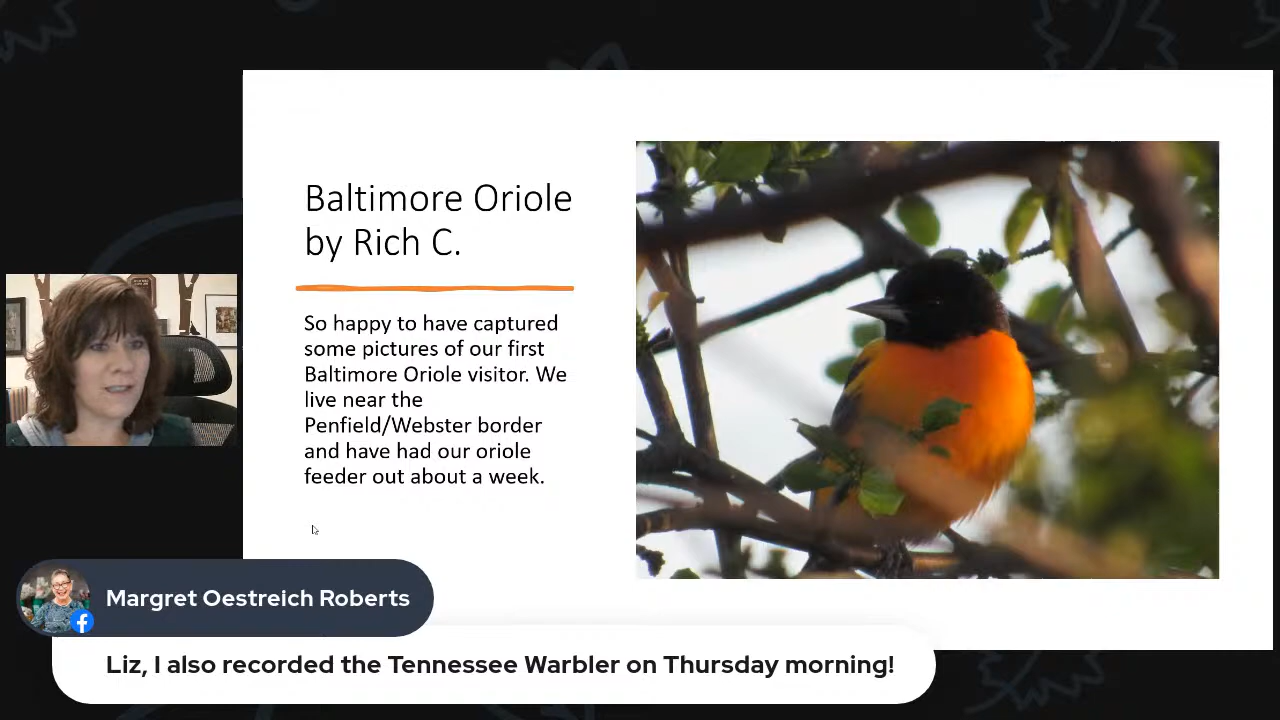 Baltimore Oriole
by Rich C.
So happy to have captured
some pictures of our first
Baltimore Oriole visitor. We
live near the
Penfield/Webster border
and have had our oriole
feeder out about a week.
Margret Oestreich Roberts
Liz, I also recorded the Tennessee Warbler on Thursday morning!